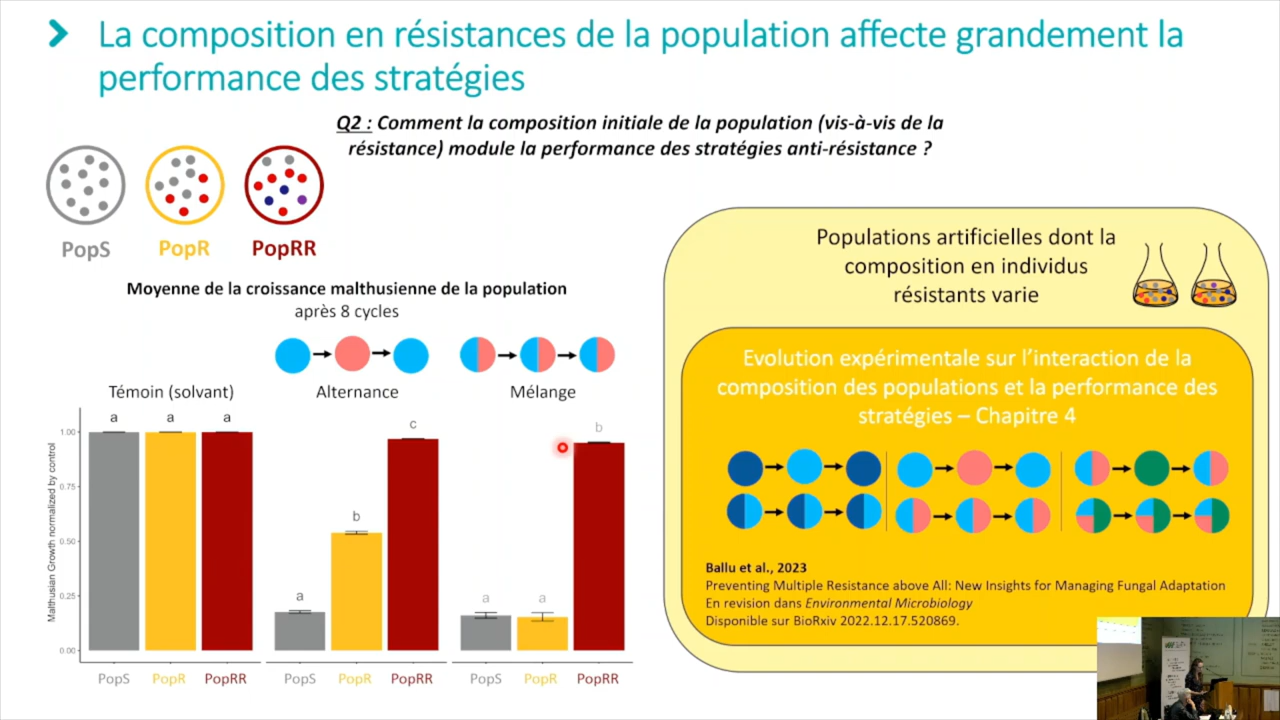 La composition en résistances de la population affecte grandement la
performance des stratégies
Q2 : Comment la composition initiale de la population (vis-à-vis de la
résistance) module la performance des stratégies anti-résistance ?
PopS PopR PopRR
Moyenne de la croissance malthusienne de la population
après 8 cycles
Témoin (solvant) Alternance Mélange
Malthusian Growth normalized by control
1.00
0.75
0.50
0.25
0.00
a a a
a b c
a a b
PopS PopR PopRR PopS PopR PopRR PopS PopR PopRR
Populations artificielles dont la
composition en individus
résistants varie
Evolution expérimentale sur l'interaction de la
composition des populations et la performance des
stratégies – Chapitre 4
Ballu et al., 2023
Preventing Multiple Resistance above All: New Insights for Managing Fungal Adaptation
En revision dans Environmental Microbiology
Disponible sur BioRxiv 2022.12.17.520869.